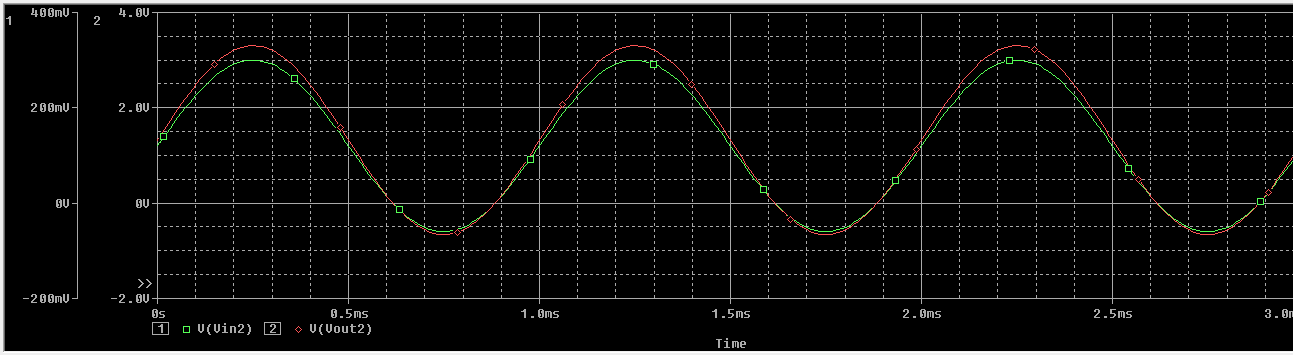 1 400mV 2 4.0V
200mV 2.0V
0V 0V
>>
-200mV -2.0V
0s 0.5ms 1.0ms 1.5ms 2.0ms 2.5ms 3.0m
1 V(Vin2) 2 V(Vout2)
Time